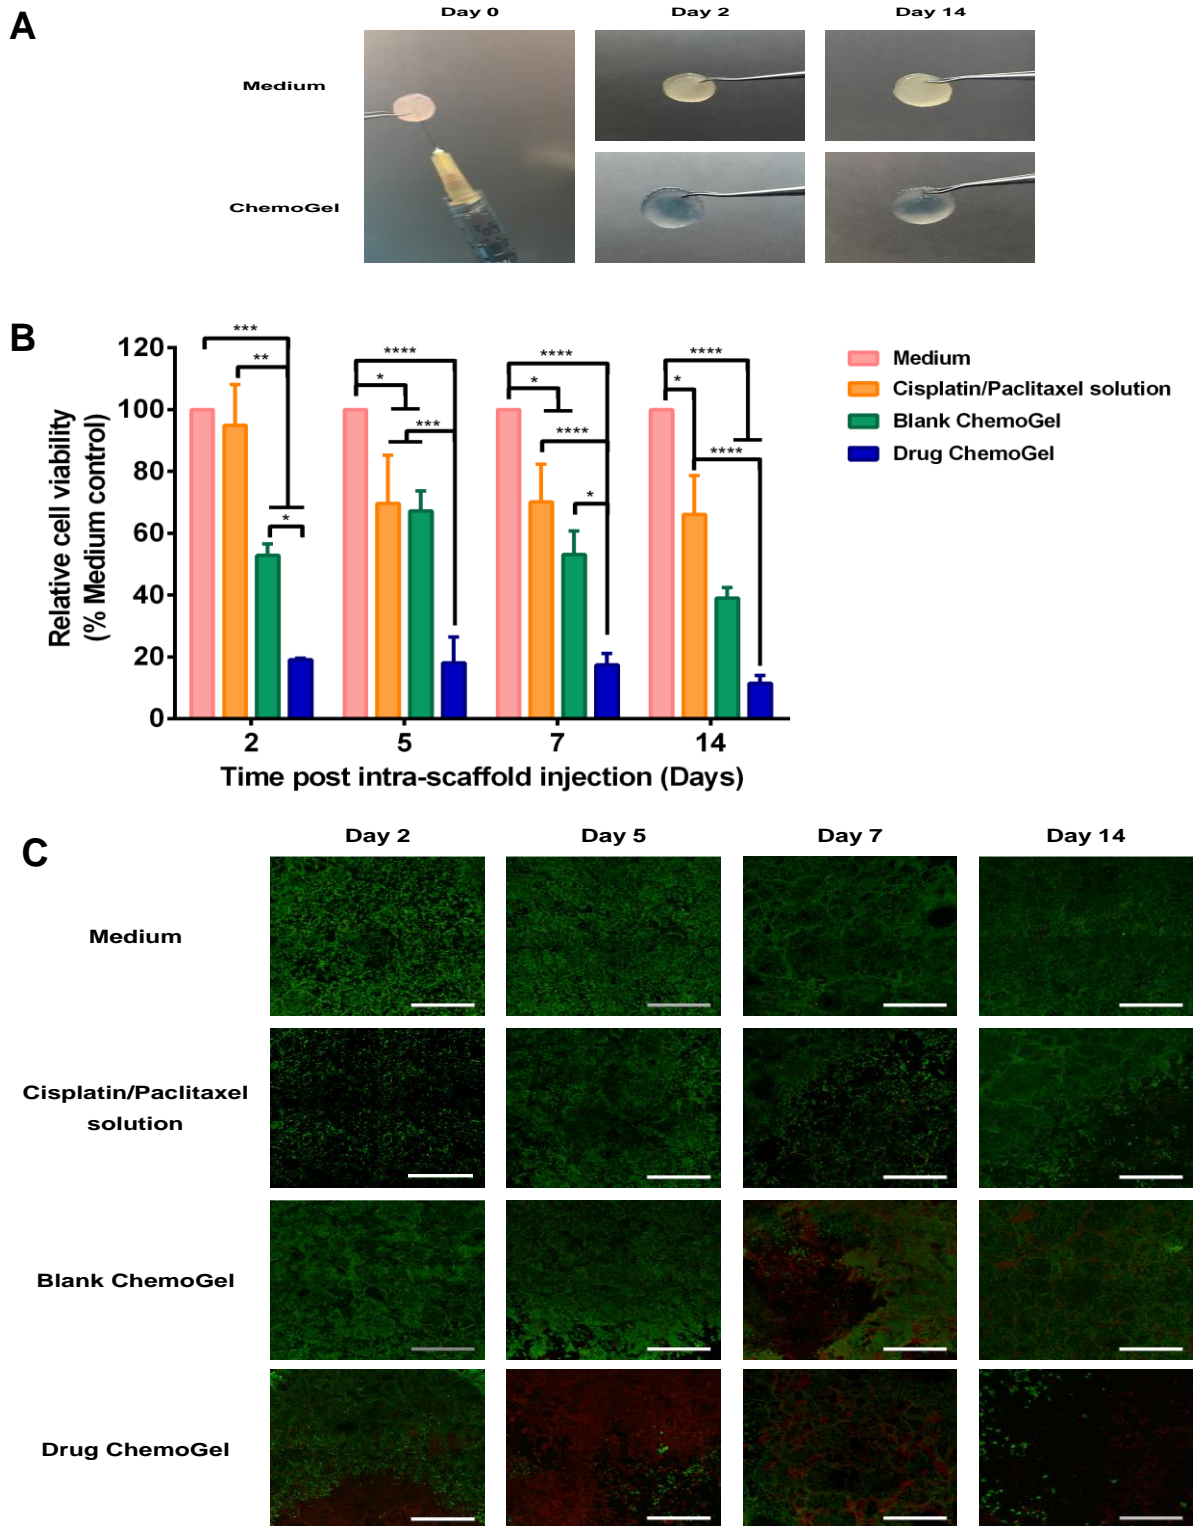 A
Day 0
Day 2
Day 14
Medium
ChemoGel
B
Relative cell viability
(% Medium control)
120
100
80
60
40
20
0
***
**
*
****
*
***
****
*
****
*
****
*
****
2
5
7
14
Time post intra-scaffold injection (Days)
Medium
Cisplatin/Paclitaxel solution
Blank ChemoGel
Drug ChemoGel
C
Day 2
Day 5
Day 7
Day 14
Medium
Cisplatin/Paclitaxel
solution
Blank ChemoGel
Drug ChemoGel